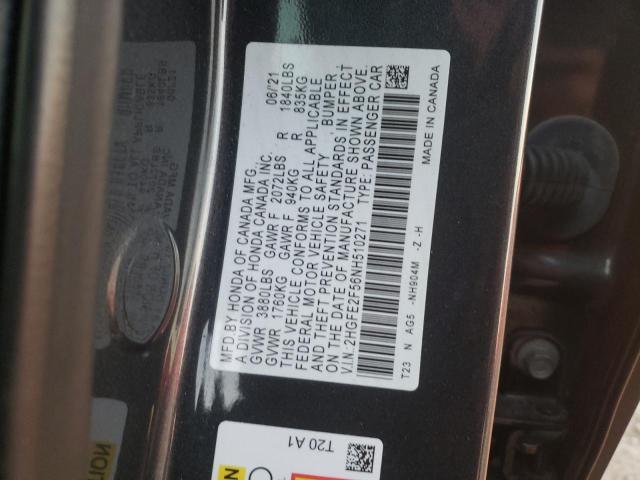 MFD.BY HONDA OF CANADA MFG. 06/21
A DIVISION OF HONDA CANADA INC.
GVWR 3880LBS GAWR F 2072LBS R 1840LBS
GVWR 1760KG GAWR F 940KG R 835KG
THIS VEHICLE CONFORMS TO ALL APPLICABLE
FEDERAL MOTOR VEHICLE SAFETY, BUMPER
AND THEFT PREVENTION STANDARDS IN EFFECT
ON THE DATE OF MANUFACTURE SHOWN ABOVE.
V.I.N.:2HGFE2F56NH510271 TYPE:PASSENGER CAR
T23 N AG5 -NH904M -Z -H MADE IN CANADA
T20 A1